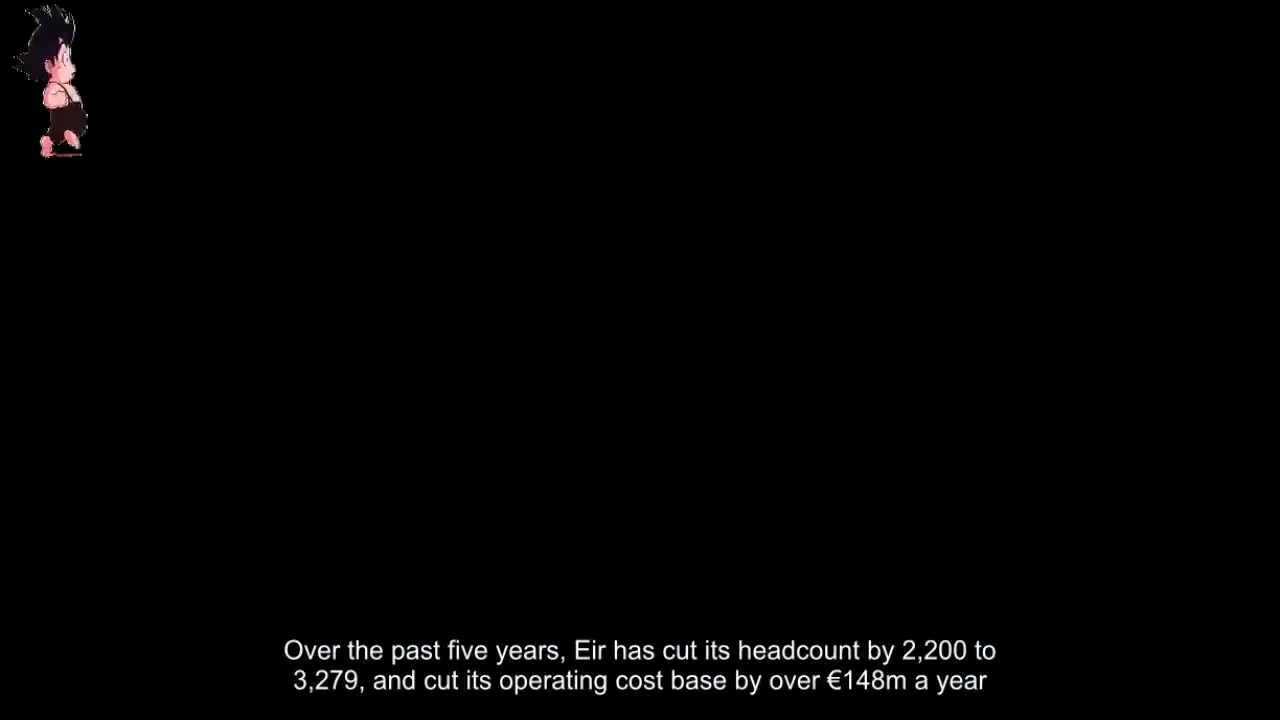 Over the past five years, Eir has cut its headcount by 2,200 to
3,279, and cut its operating cost base by over €148m a year